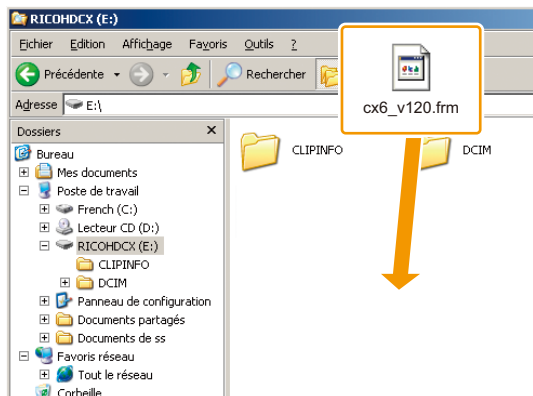 RICOHDCX (E:)
Fichier Edition Affichage Favoris Outils ?
Précédente Rechercher
Adresse E:\
cx6_v120.frm
Dossiers x
Bureau
Mes documents
Poste de travail
French (C:)
Lecteur CD (D:)
RICOHDCX (E:)
CLIPINFO
DCIM
Panneau de configuration
Documents partagés
Documents de ss
Favoris réseau
Tout le réseau
Corbeille
CLIPINFO
DCIM